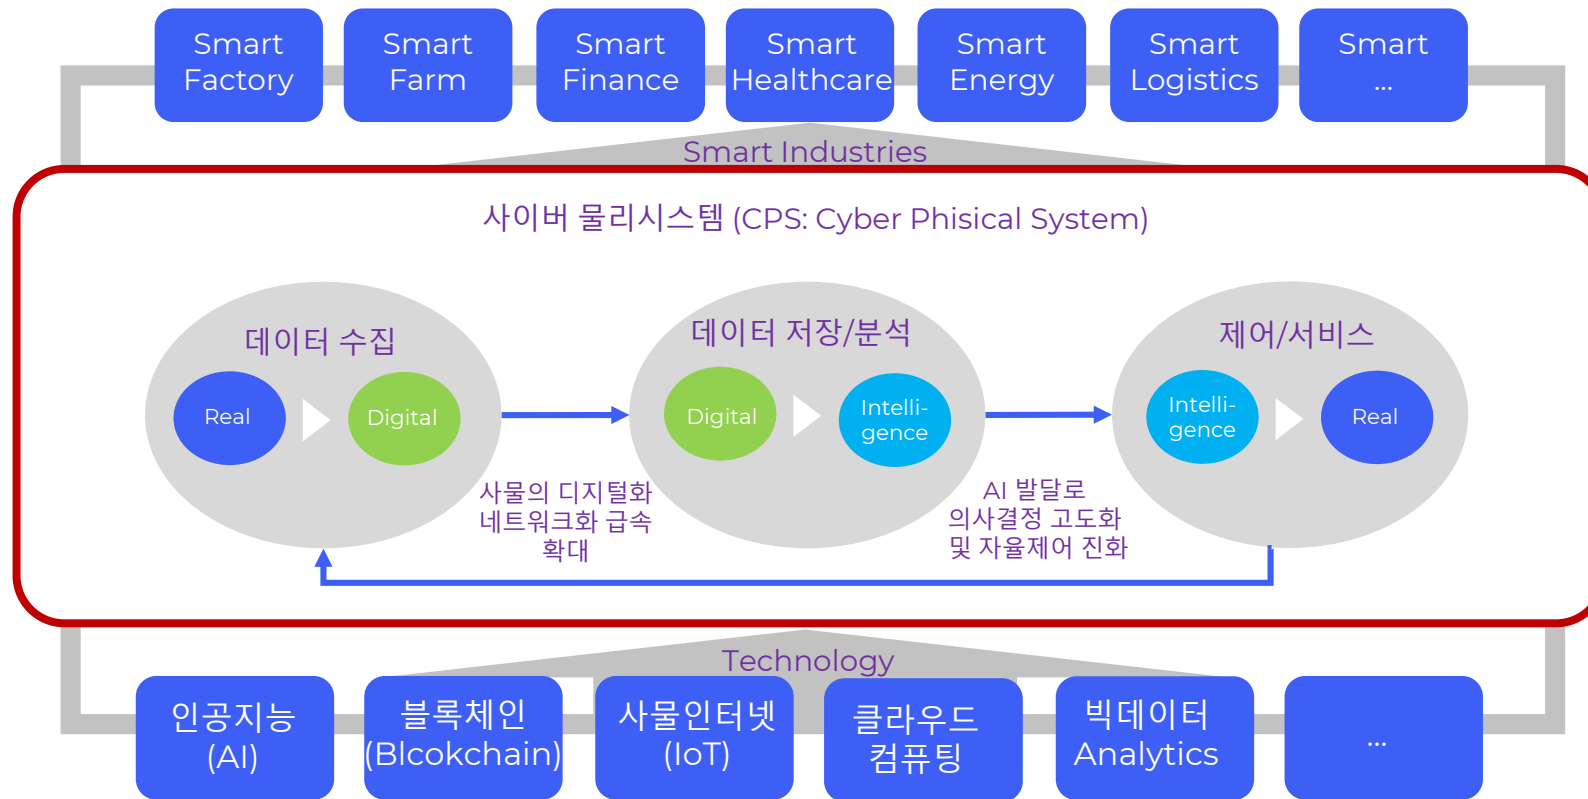 Smart
Factory
Smart
Farm
Smart
Finance
Smart
Healthcare
Smart
Energy
Smart
Logistics
Smart
...
Smart Industries
사이버 물리시스템 (CPS: Cyber Phisical System)
데이터 수집
Real
Digital
데이터 저장/분석
Digital
Intelli-
gence
제어/서비스
Intelli-
gence
Real
사물의 디지털화
네트워크화 급속
확대
AI 발달로
의사결정 고도화
및 자율제어 진화
Technology
인공지능
(AI)
블록체인
(Blcokchain)
사물인터넷
(IoT)
클라우드
컴퓨팅
빅데이터
Analytics
...